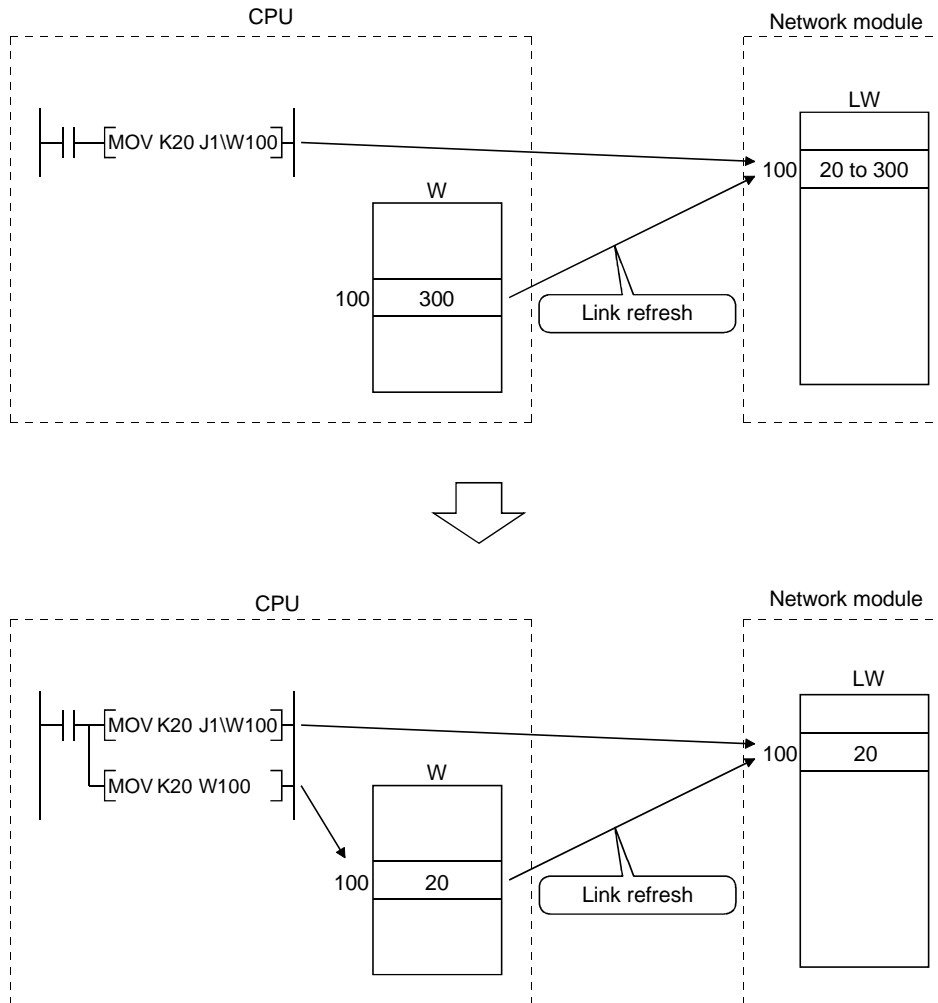 CPU
Network module
LW
MOV K20 J1\W100
100
20 to 300
W
100
300
Link refresh
CPU
Network module
LW
MOV K20 J1\W100
100
20
MOV K20 W100
W
100
20
Link refresh